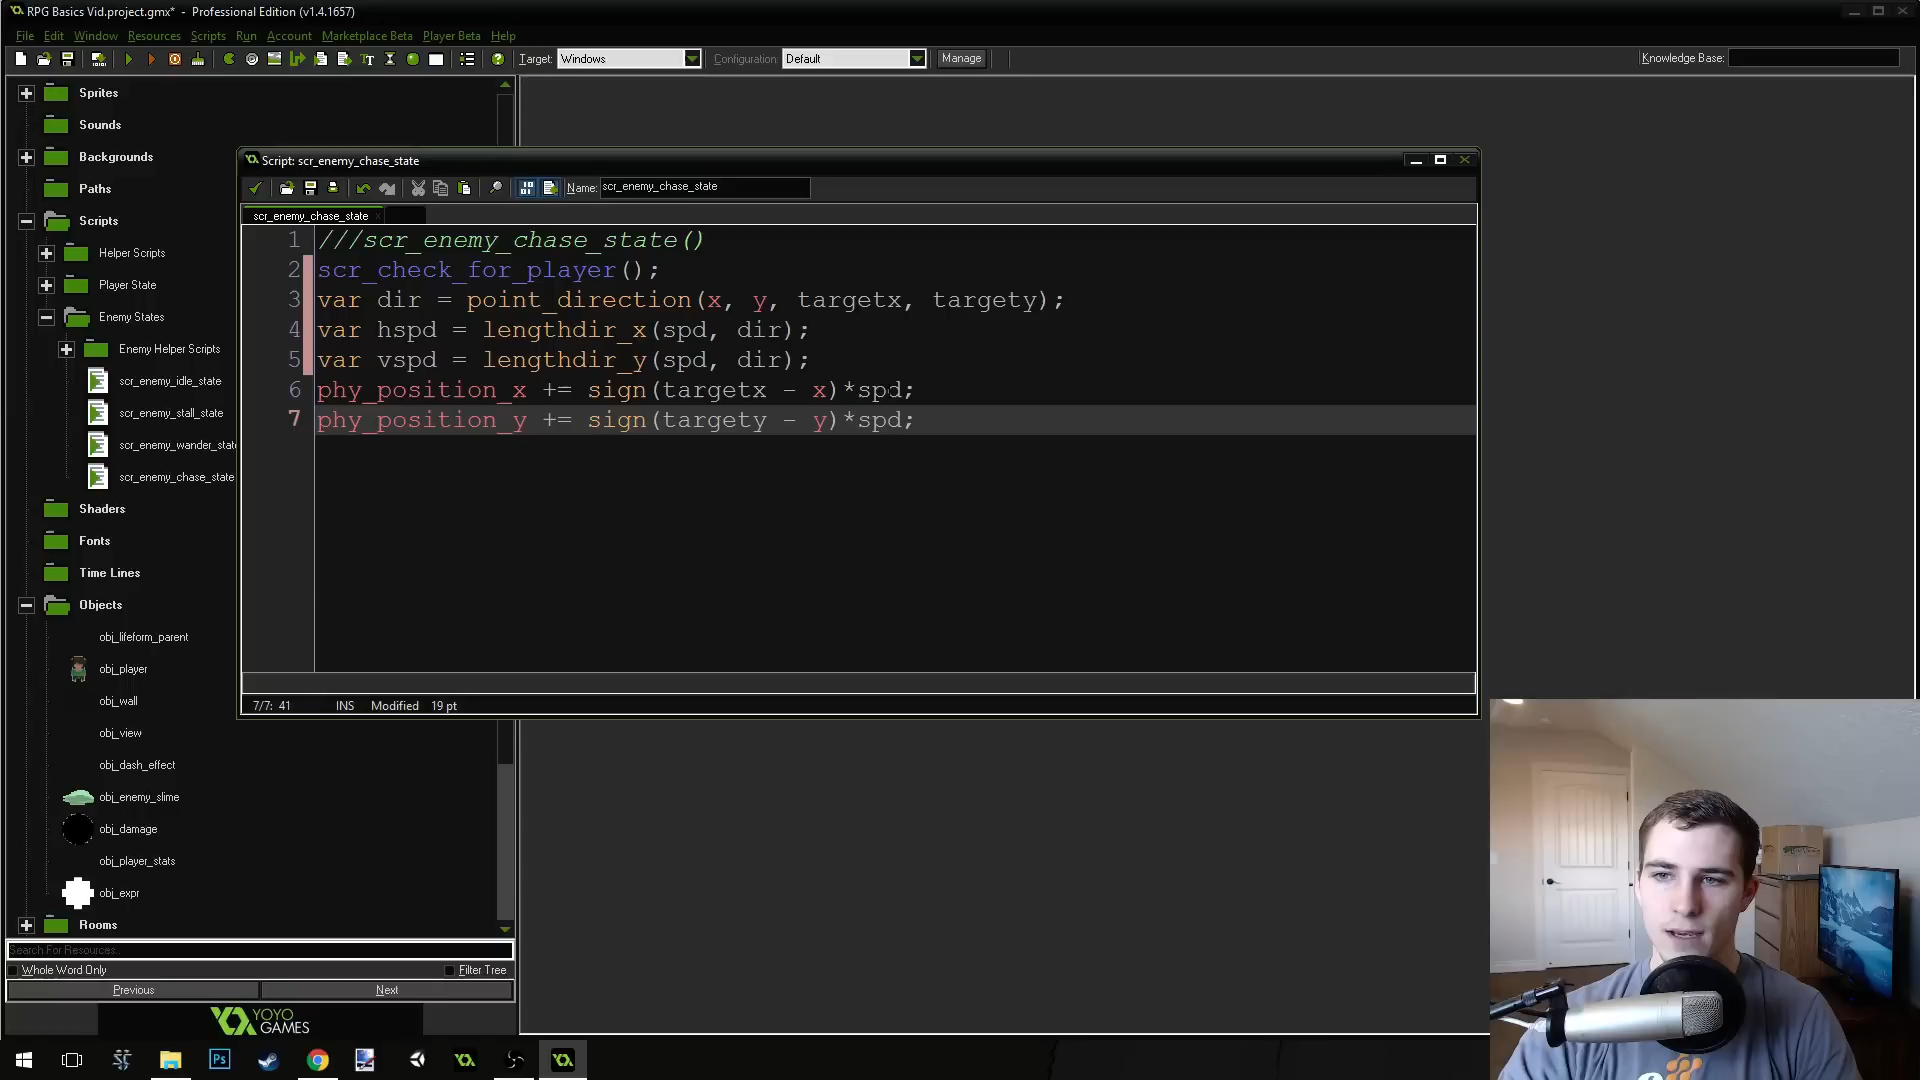 RPG Basics Vid.project.gmx* - Professional Edition (v1.4.1657)
File Edit Window Resources Scripts Run Account Marketplace Beta Player Beta Help
Target: Windows Configuration: Default Manage Knowledge Base:
Sprites
Sounds
Backgrounds
Paths
Scripts
Helper Scripts
Player State
Enemy States
Enemy Helper Scripts
scr_enemy_idle_state
scr_enemy_stall_state
scr_enemy_wander_state
scr_enemy_chase_state
Shaders
Fonts
Time Lines
Objects
obj_lifeform_parent
obj_player
obj_wall
obj_view
obj_dash_effect
obj_enemy_slime
obj_damage
obj_player_stats
obj_expr
Rooms
Search For Resources...
Whole Word Only Filter Tree
Previous Next
YOYO
GAMES
Script: scr_enemy_chase_state
Name: scr_enemy_chase_state
scr_enemy_chase_state x
1 ///scr_enemy_chase_state()
2 scr_check_for_player();
3 var dir = point_direction(x, y, targetx, targety);
4 var hspd = lengthdir_x(spd, dir);
5 var vspd = lengthdir_y(spd, dir);
6 phy_position_x += sign(targetx - x)*spd;
7 phy_position_y += sign(targety - y)*spd;
7/7: 41 INS Modified 19 pt
Ps